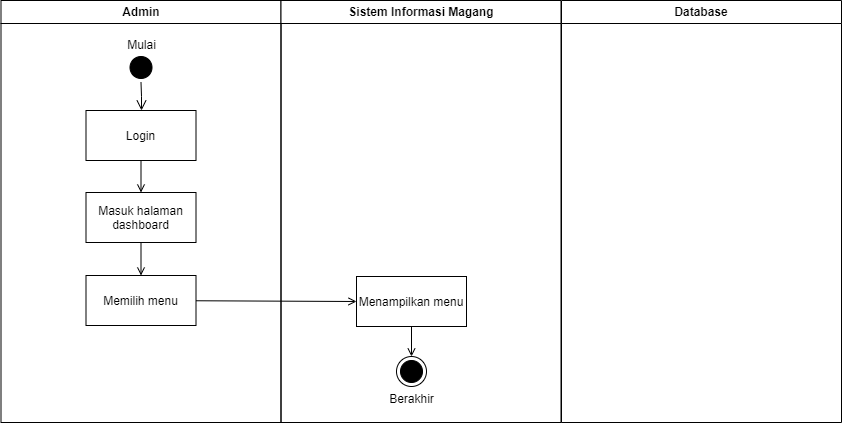 Admin
Sistem Informasi Magang
Database
Mulai
Login
Masuk halaman
dashboard
Memilih menu
Menampilkan menu
Berakhir